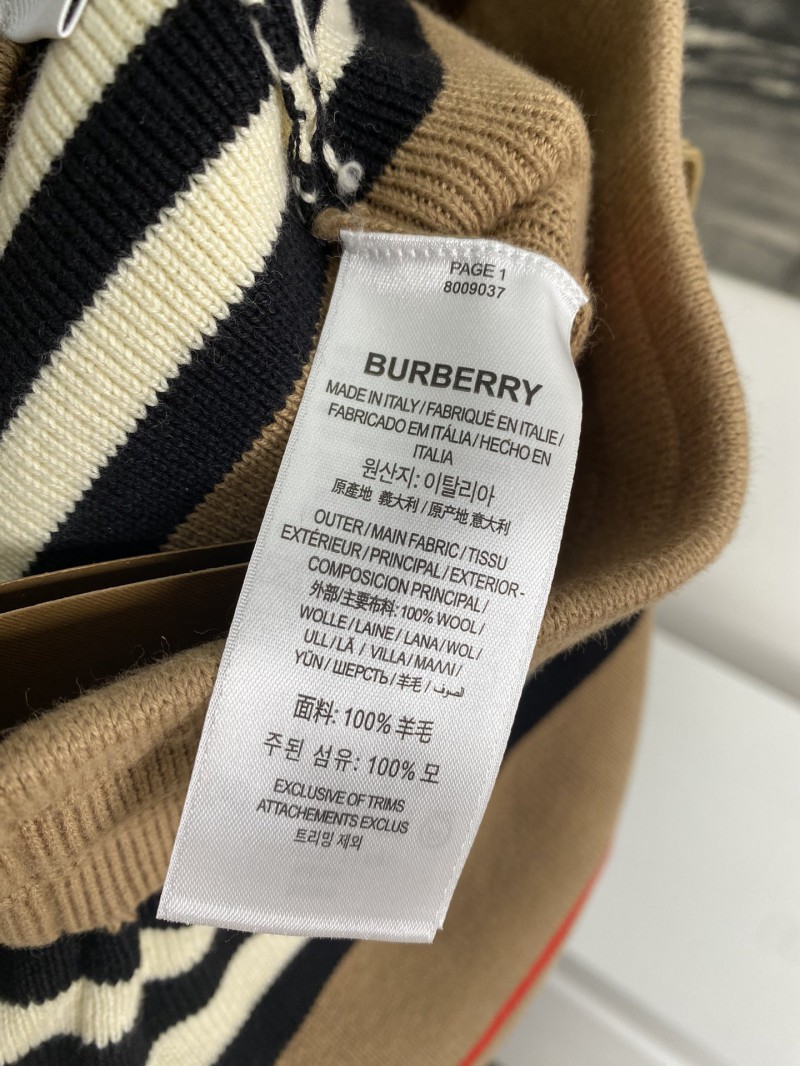 PAGE 1
8009037
BURBERRY
MADE IN ITALY / FABRIQUÉ EN ITALIE /
FABRICADO EM ITÁLIA / HECHO EN
ITALIA
원산지: 이탈리아
原產地 義大利 / 原产地 意大利
OUTER / MAIN FABRIC / TISSU
EXTÉRIEUR / PRINCIPAL / EXTERIOR -
COMPOSICION PRINCIPAL /
外部/主要布料: 100% WOOL /
WOLLE / LAINE / LANA / WOL /
ULL / LÃ / VILLA / ΜΑΛΛΙ /
YÜN / ШЕРСТЬ / 羊毛 / الصوف
面料: 100% 羊毛
주된 섬유: 100% 모
EXCLUSIVE OF TRIMS
ATTACHEMENTS EXCLUS
트리밍 제외